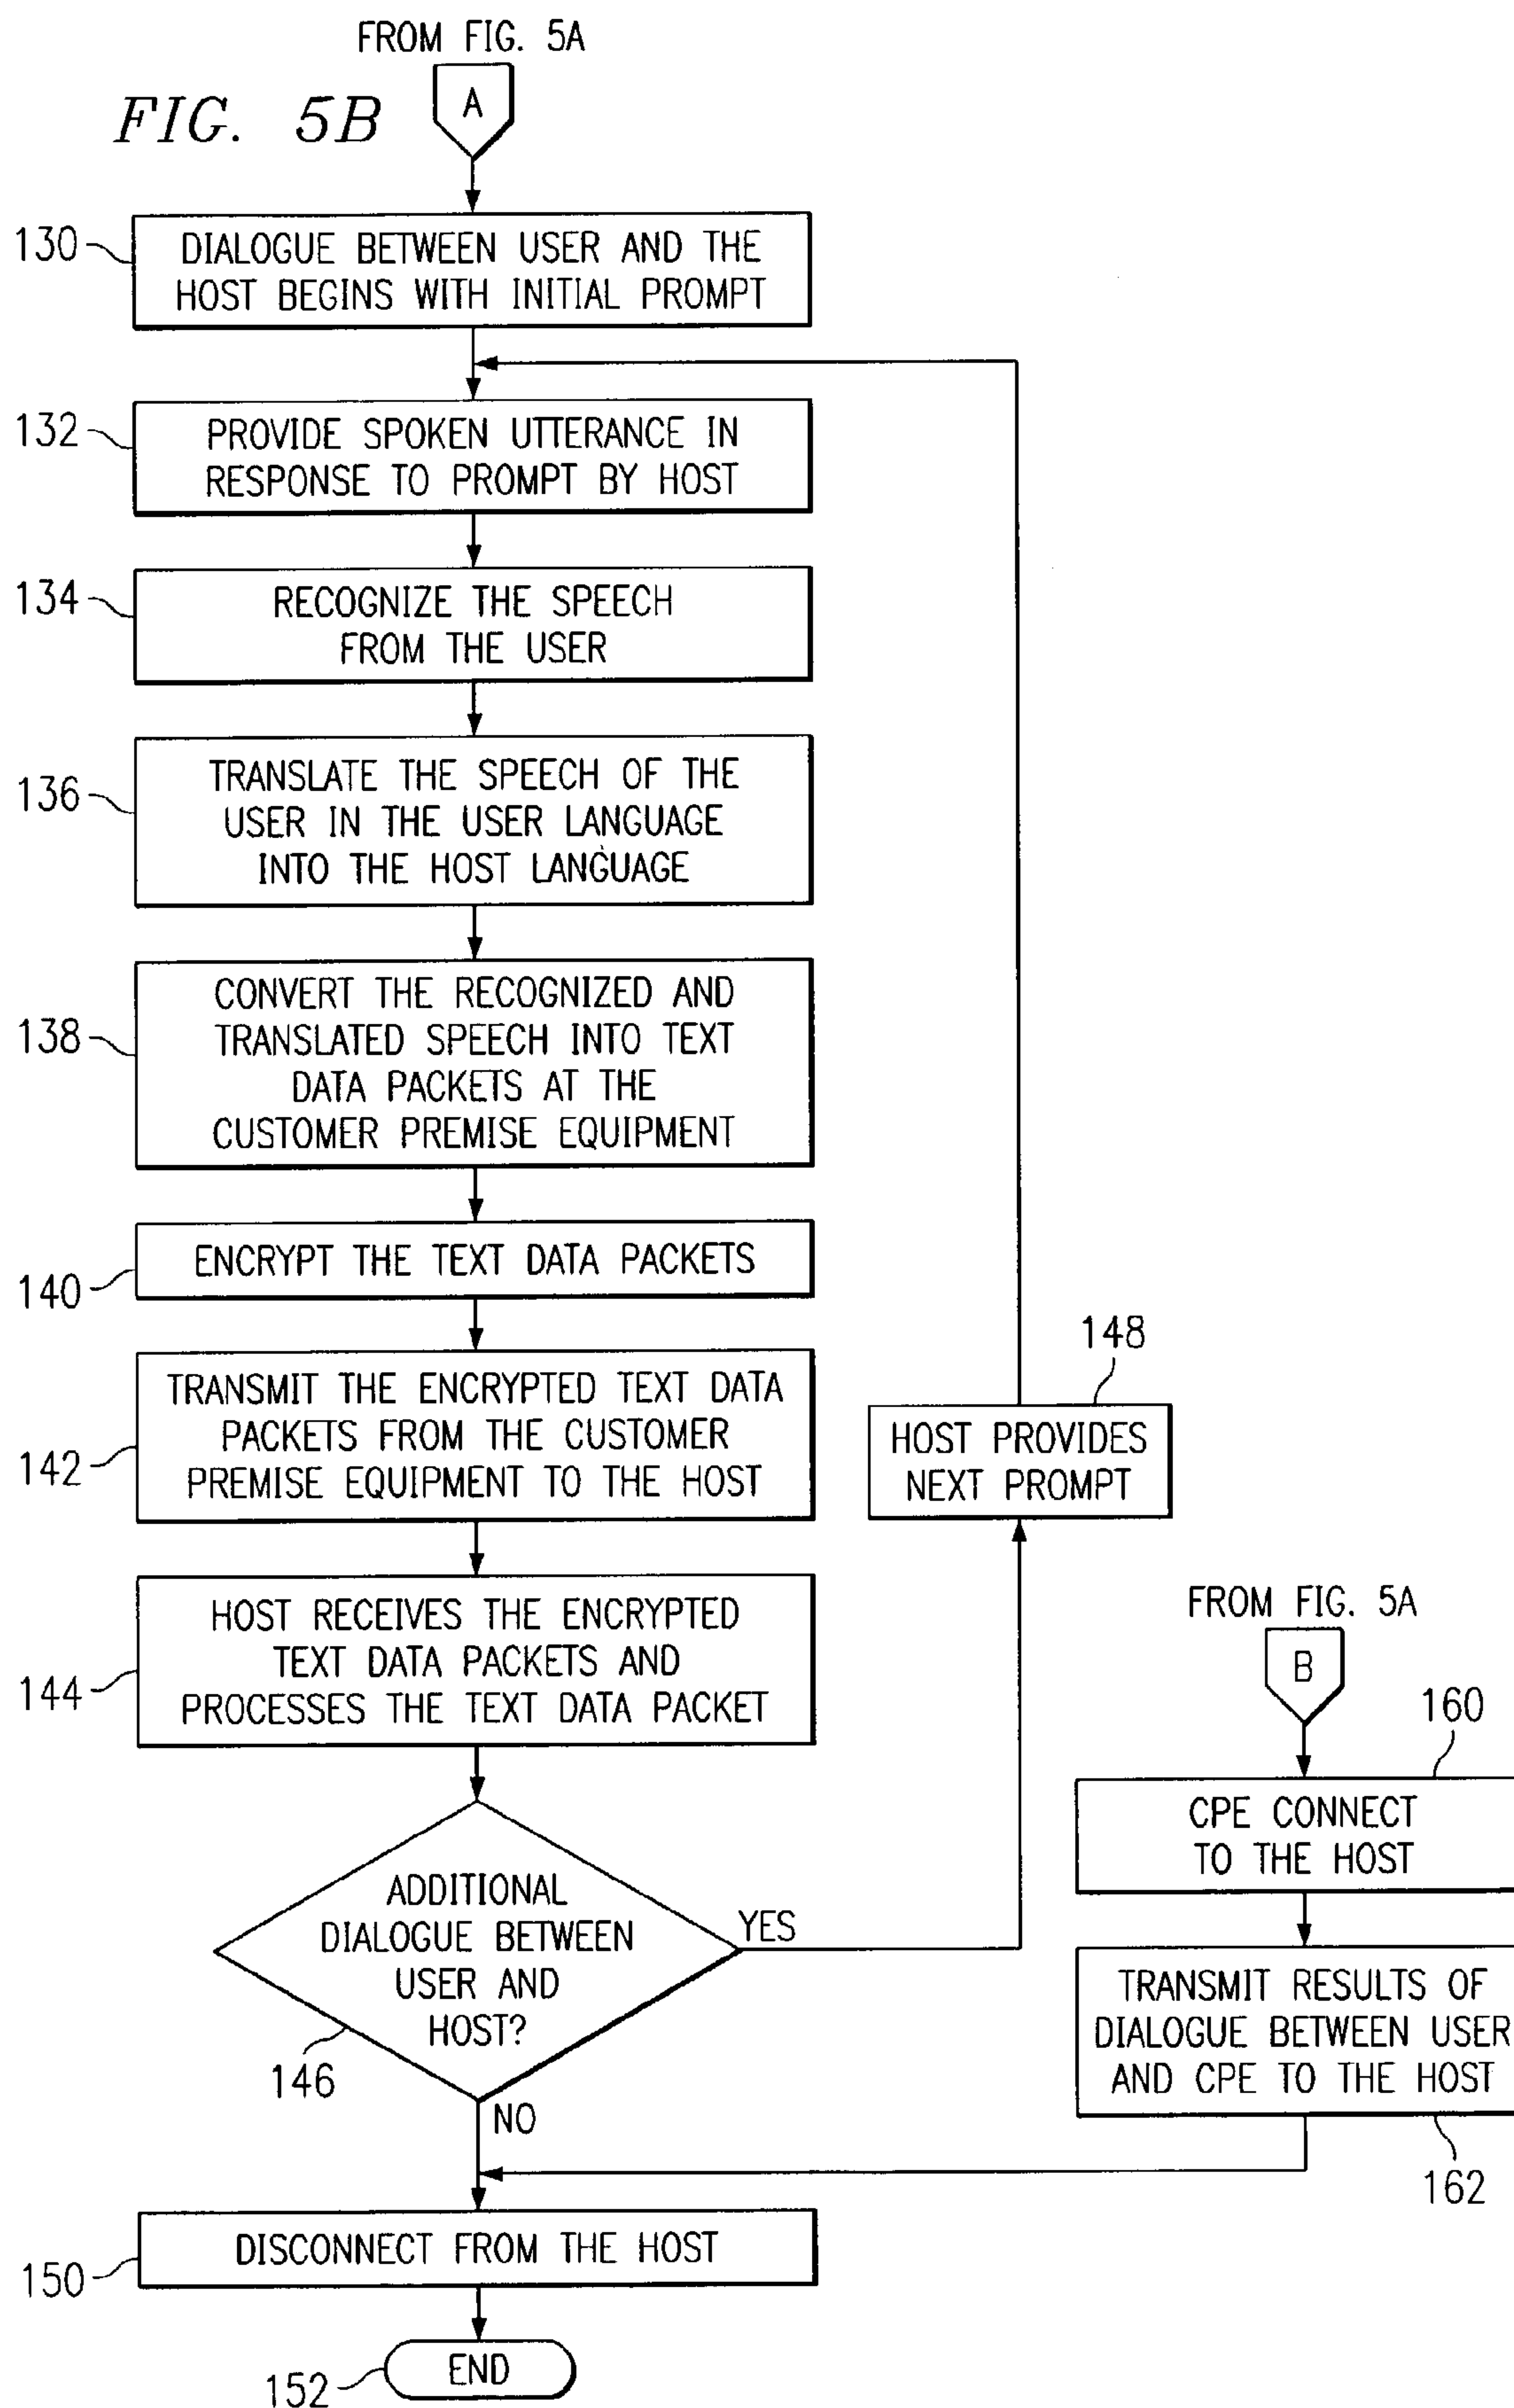 FROM FIG. 5A
FIG. 5B
A
130
DIALOGUE BETWEEN USER AND THE
HOST BEGINS WITH INITIAL PROMPT
132
PROVIDE SPOKEN UTTERANCE IN
RESPONSE TO PROMPT BY HOST
134
RECOGNIZE THE SPEECH
FROM THE USER
136
TRANSLATE THE SPEECH OF THE
USER IN THE USER LANGUAGE
INTO THE HOST LANGUAGE
138
CONVERT THE RECOGNIZED AND
TRANSLATED SPEECH INTO TEXT
DATA PACKETS AT THE
CUSTOMER PREMISE EQUIPMENT
140
ENCRYPT THE TEXT DATA PACKETS
142
TRANSMIT THE ENCRYPTED TEXT DATA
PACKETS FROM THE CUSTOMER
PREMISE EQUIPMENT TO THE HOST
148
HOST PROVIDES
NEXT PROMPT
144
HOST RECEIVES THE ENCRYPTED
TEXT DATA PACKETS AND
PROCESSES THE TEXT DATA PACKET
146
ADDITIONAL
DIALOGUE BETWEEN
USER AND
HOST?
YES
NO
FROM FIG. 5A
B
160
CPE CONNECT
TO THE HOST
TRANSMIT RESULTS OF
DIALOGUE BETWEEN USER
AND CPE TO THE HOST
162
150
DISCONNECT FROM THE HOST
152
END